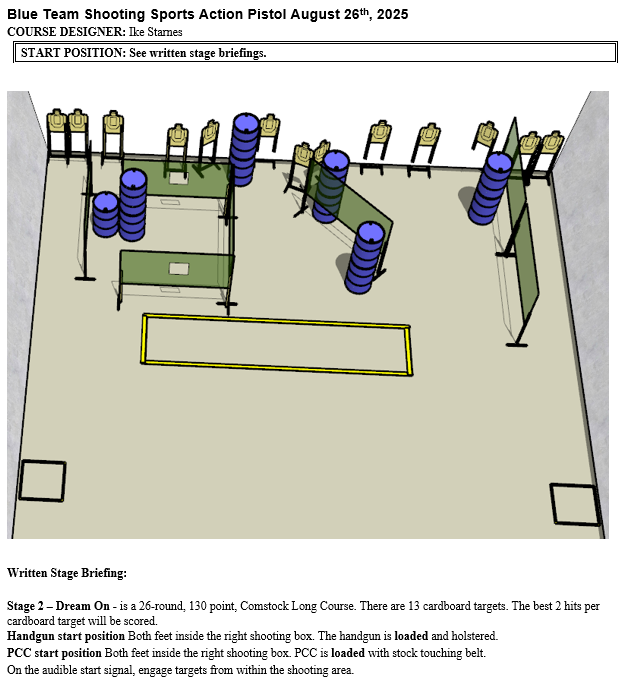 Blue Team Shooting Sports Action Pistol August 26th, 2025
COURSE DESIGNER: Ike Starnes
START POSITION: See written stage briefings.
Written Stage Briefing:
Stage 2 – Dream On - is a 26-round, 130 point, Comstock Long Course. There are 13 cardboard targets. The best 2 hits per
cardboard target will be scored.
Handgun start position Both feet inside the right shooting box. The handgun is loaded and holstered.
PCC start position Both feet inside the right shooting box. PCC is loaded with stock touching belt.
On the audible start signal, engage targets from within the shooting area.